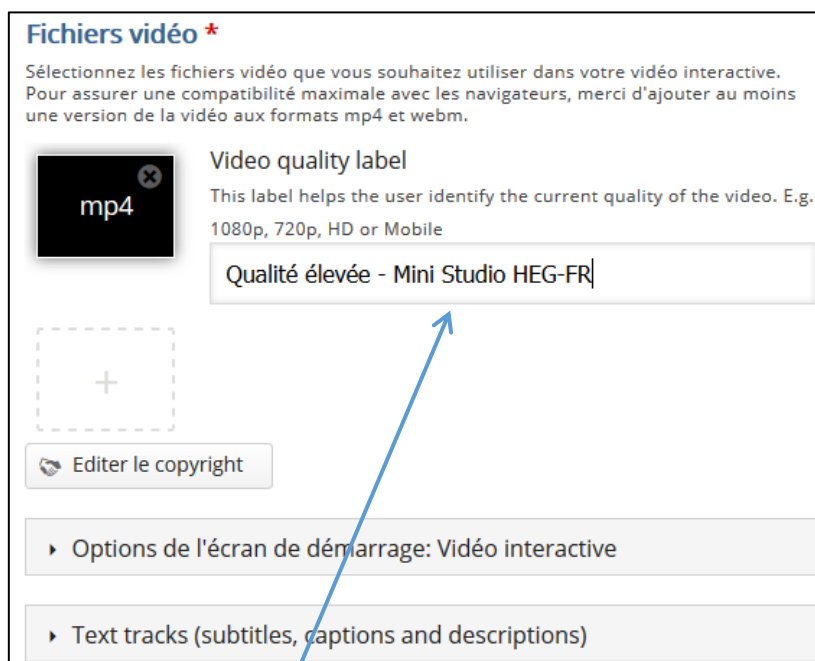 Fichiers vidéo *
Sélectionnez les fichiers vidéo que vous souhaitez utiliser dans votre vidéo interactive.
Pour assurer une compatibilité maximale avec les navigateurs, merci d'ajouter au moins
une version de la vidéo aux formats mp4 et webm.
mp4
Video quality label
This label helps the user identify the current quality of the video. E.g.
1080p, 720p, HD or Mobile
Qualité élevée - Mini Studio HEG-FR
+
Editer le copyright
Options de l'écran de démarrage: Vidéo interactive
Text tracks (subtitles, captions and descriptions)